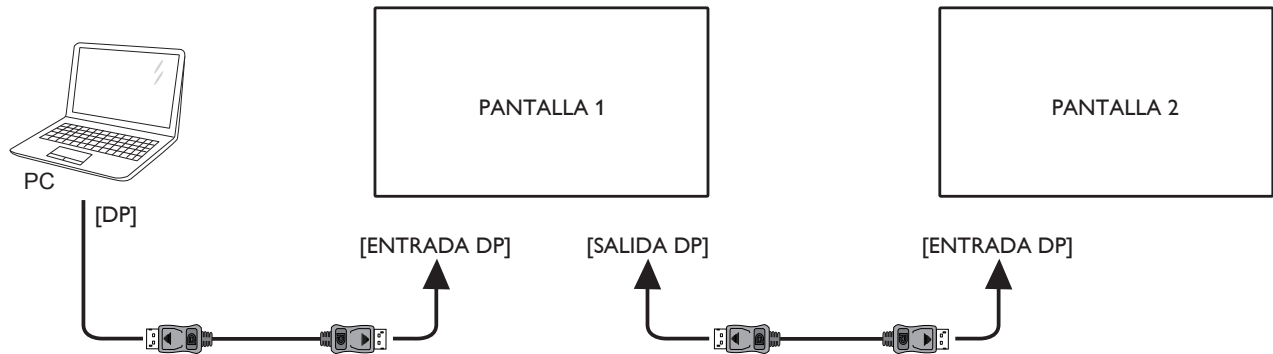 PANTALLA 1
PANTALLA 2
PC
[DP]
[ENTRADA DP]
[SALIDA DP]
[ENTRADA DP]